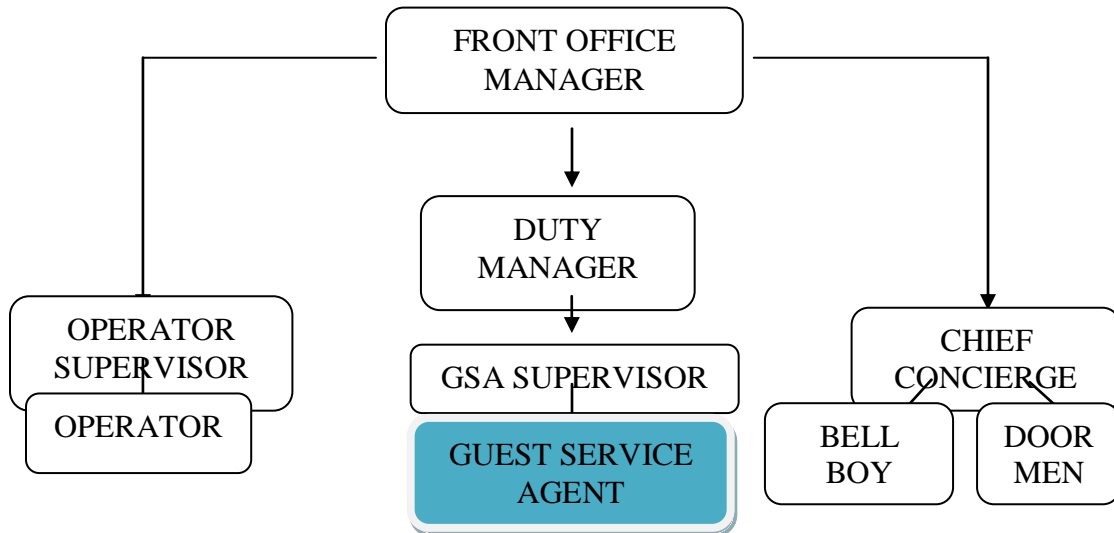 FRONT OFFICE
MANAGER
DUTY
MANAGER
OPERATOR
SUPERVISOR
OPERATOR
GSA SUPERVISOR
GUEST SERVICE
AGENT
CHIEF
CONCIERGE
BELL
BOY
DOOR
MEN